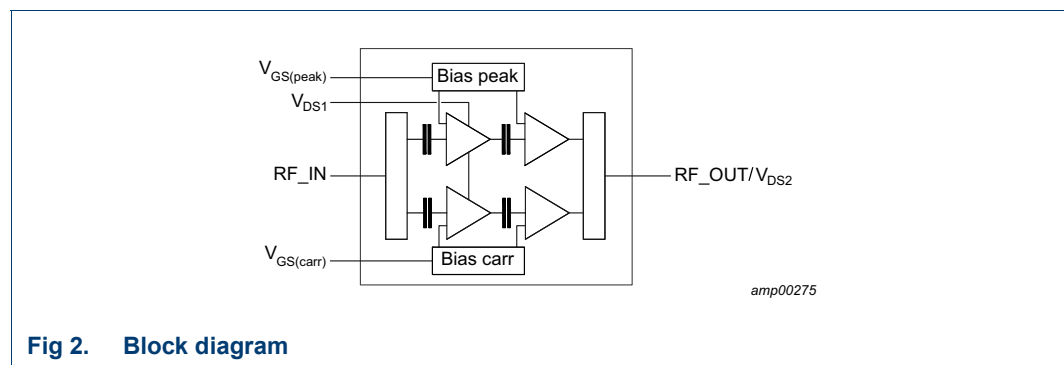 V_GS(peak)
Bias peak
V_DS1
RF_IN
RF_OUT/V_DS2
V_GS(carr)
Bias carr
amp00275
Fig 2. Block diagram